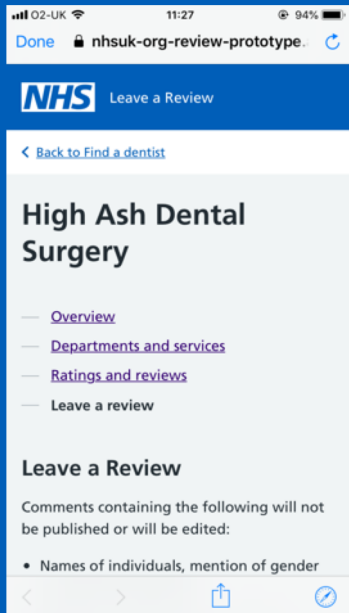 O2-UK 11:27 94%
Done nhsuk-org-review-prototype.
NHS Leave a Review
Back to Find a dentist
High Ash Dental
Surgery
— Overview
— Departments and services
— Ratings and reviews
— Leave a review
Leave a Review
Comments containing the following will not
be published or will be edited:
• Names of individuals, mention of gender